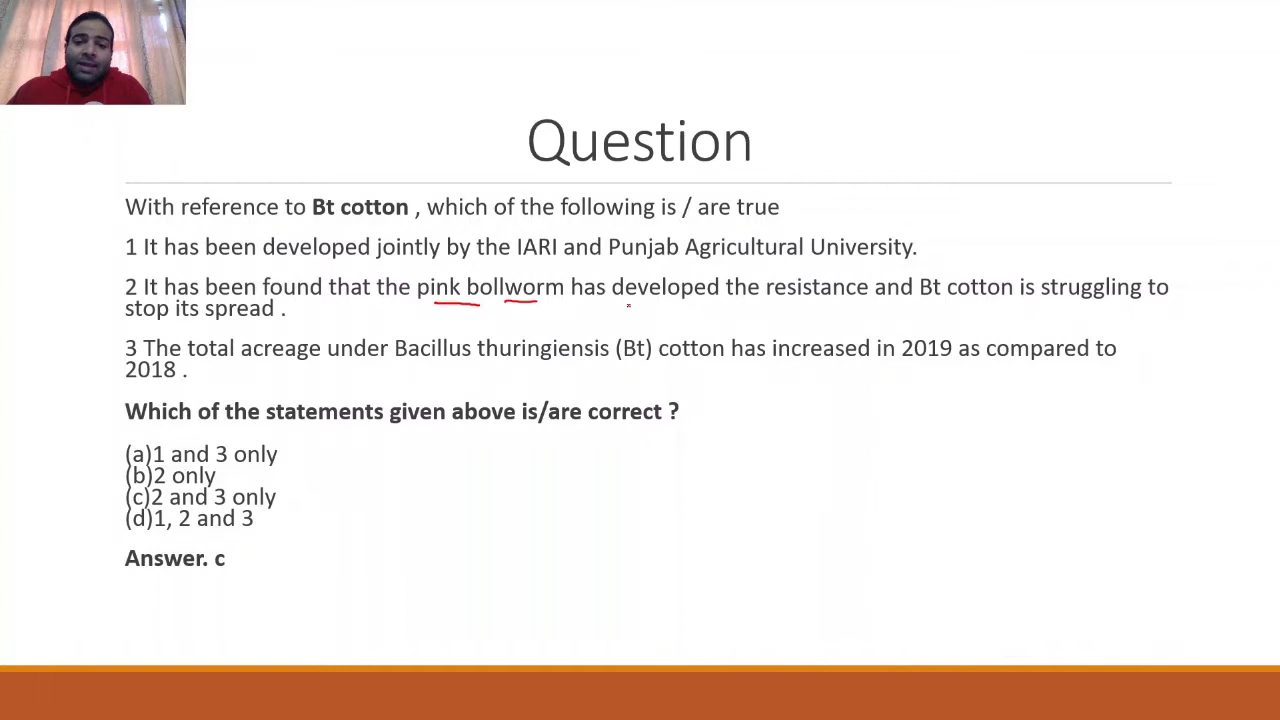 Question
With reference to Bt cotton , which of the following is / are true
1 It has been developed jointly by the IARI and Punjab Agricultural University.
2 It has been found that the pink bollworm has developed the resistance and Bt cotton is struggling to
stop its spread .
3 The total acreage under Bacillus thuringiensis (Bt) cotton has increased in 2019 as compared to
2018 .
Which of the statements given above is/are correct ?
(a)1 and 3 only
(b)2 only
(c)2 and 3 only
(d)1, 2 and 3
Answer. c